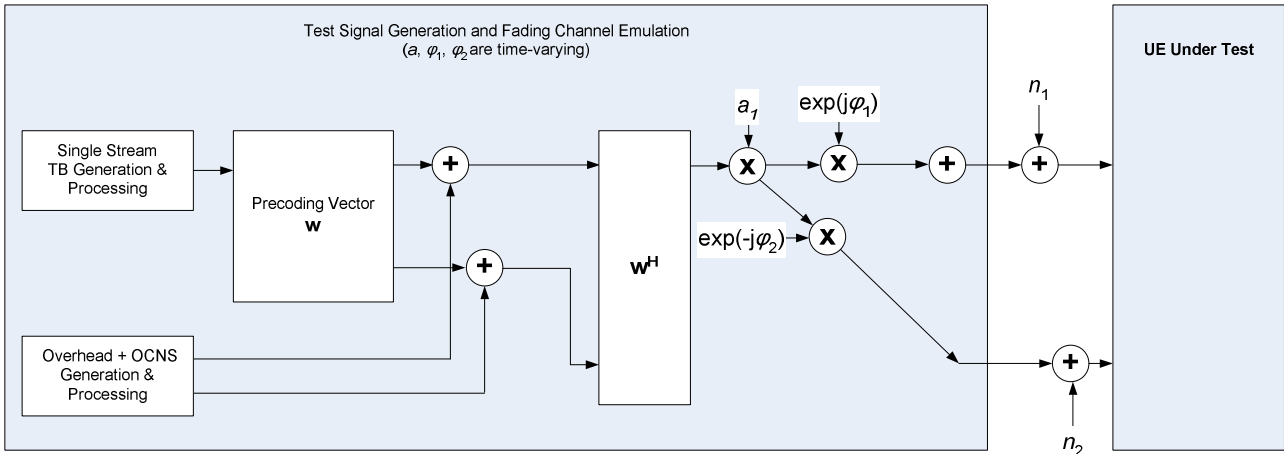 Test Signal Generation and Fading Channel Emulation
(a, φ1, φ2 are time-varying)
UE Under Test
Single Stream
TB Generation &
Processing
Precoding Vector
w
Overhead + OCNS
Generation &
Processing
+
+
wH
a1
exp(jφ1)
x
x
+
exp(-jφ2)
x
n1
+
+
n2